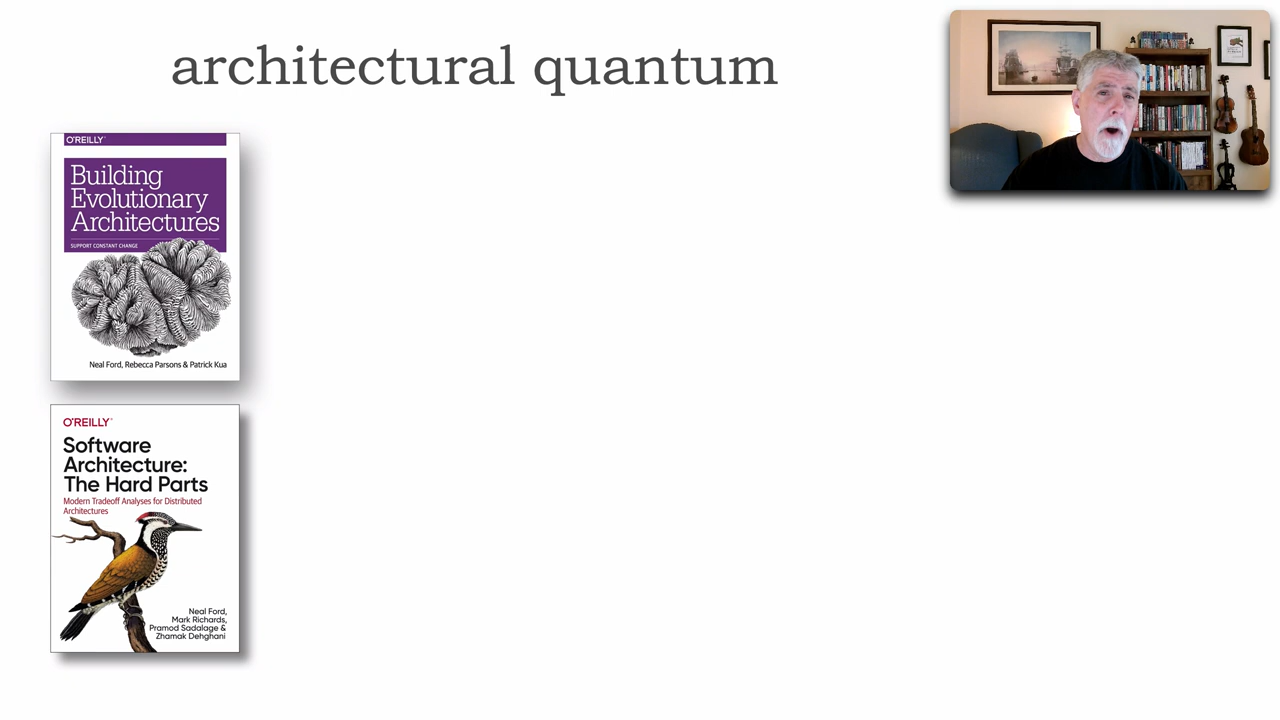 architectural quantum
O'REILLY®
Building
Evolutionary
Architectures
SUPPORT CONSTANT CHANGE
Neal Ford, Rebecca Parsons & Patrick Kua
O'REILLY®
Software
Architecture:
The Hard Parts
Modern Tradeoff Analyses for Distributed
Architectures
Neal Ford,
Mark Richards,
Pramod Sadalage &
Zhamak Dehghani